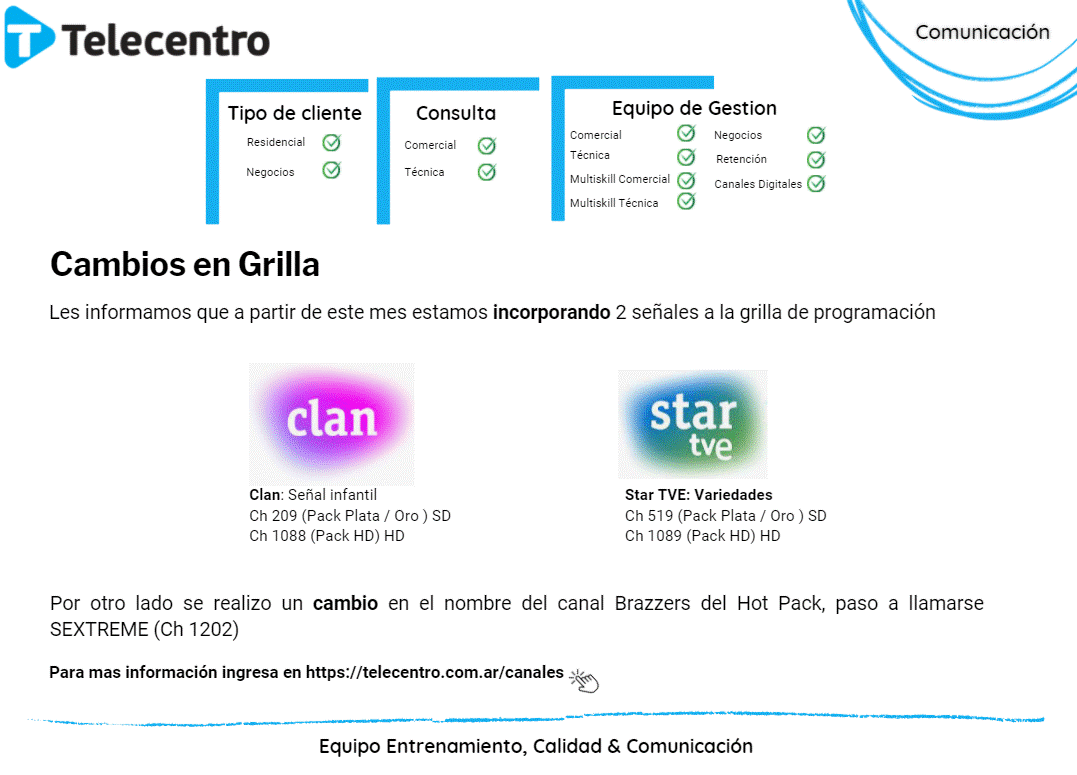 Telecentro
Comunicación
Tipo de cliente
Residencial
Negocios
Consulta
Comercial
Técnica
Equipo de Gestion
Comercial
Técnica
Multiskill Comercial
Multiskill Técnica
Negocios
Retención
Canales Digitales
Cambios en Grilla
Les informamos que a partir de este mes estamos incorporando 2 señales a la grilla de programación
clan
Clan: Señal infantil
Ch 209 (Pack Plata / Oro ) SD
Ch 1088 (Pack HD) HD
star
tve
Star TVE: Variedades
Ch 519 (Pack Plata / Oro ) SD
Ch 1089 (Pack HD) HD
Por otro lado se realizo un cambio en el nombre del canal Brazzers del Hot Pack, paso a llamarse
SEXTREME (Ch 1202)
Para mas información ingresa en https://telecentro.com.ar/canales
Equipo Entrenamiento, Calidad & Comunicación